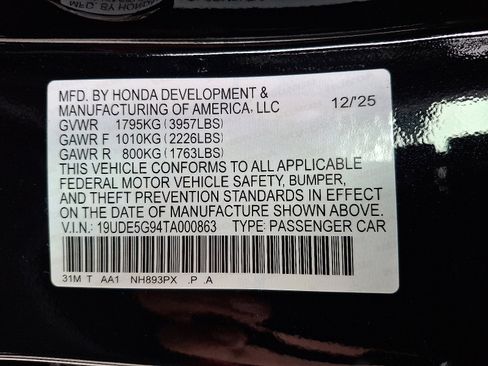 MFD. BY HONDA DEVELOPMENT &
MANUFACTURING OF AMERICA, LLC 12/'25
GVWR 1795KG (3957LBS)
GAWR F 1010KG (2226LBS)
GAWR R 800KG (1763LBS)
THIS VEHICLE CONFORMS TO ALL APPLICABLE
FEDERAL MOTOR VEHICLE SAFETY, BUMPER,
AND THEFT PREVENTION STANDARDS IN EFFECT
ON THE DATE OF MANUFACTURE SHOWN ABOVE.
V.I.N.: 19UDE5G94TA000863 TYPE: PASSENGER CAR
31M T AA1 NH893PX .P .A